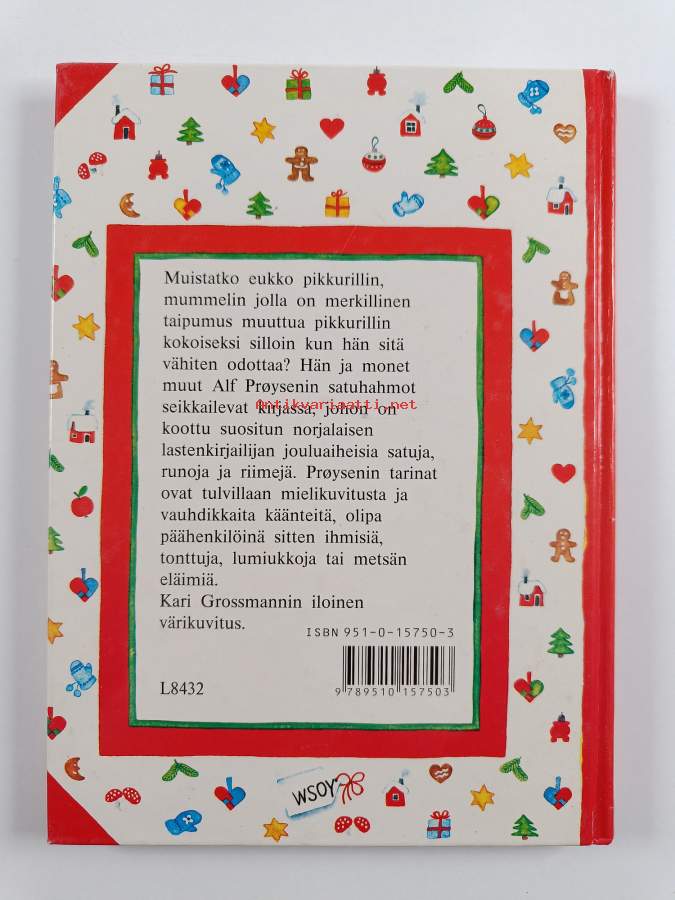 Muistatko eukko pikkurillin,
mummelin jolla on merkillinen
taipumus muuttua pikkurillin
kokoiseksi silloin kun hän sitä
vähiten odottaa? Hän ja monet
muut Alf Prøysenin satuhahmot
Antikvariaatti.net
seikkailevat kirjassa, johon on
koottu suositun norjalaisen
lastenkirjailijan jouluaiheisia satuja,
runoja ja riimejä. Prøysenin tarinat
ovat tulvillaan mielikuvitusta ja
vauhdikkaita käänteitä, olipa
päähenkilöinä sitten ihmisiä,
tonttuja, lumiukkoja tai metsän
eläimiä.
Kari Grossmannin iloinen
värikuvitus.
ISBN 951-0-15750-3
L8432
9 789510 157503
WSOY